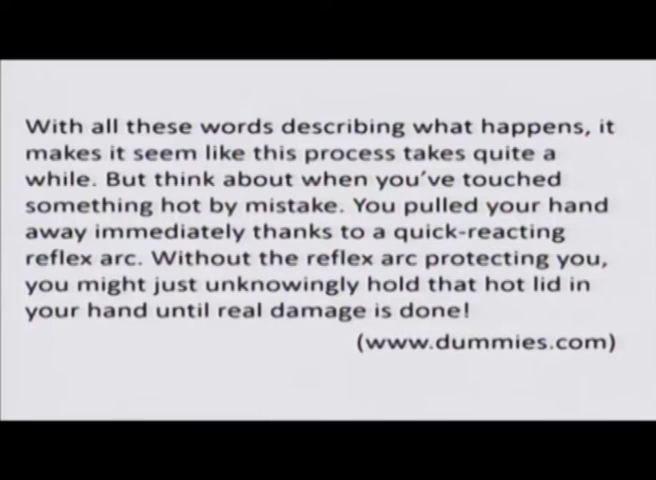 With all these words describing what happens, it
makes it seem like this process takes quite a
while. But think about when you've touched
something hot by mistake. You pulled your hand
away immediately thanks to a quick-reacting
reflex arc. Without the reflex arc protecting you,
you might just unknowingly hold that hot lid in
your hand until real damage is done!
(www.dummies.com)